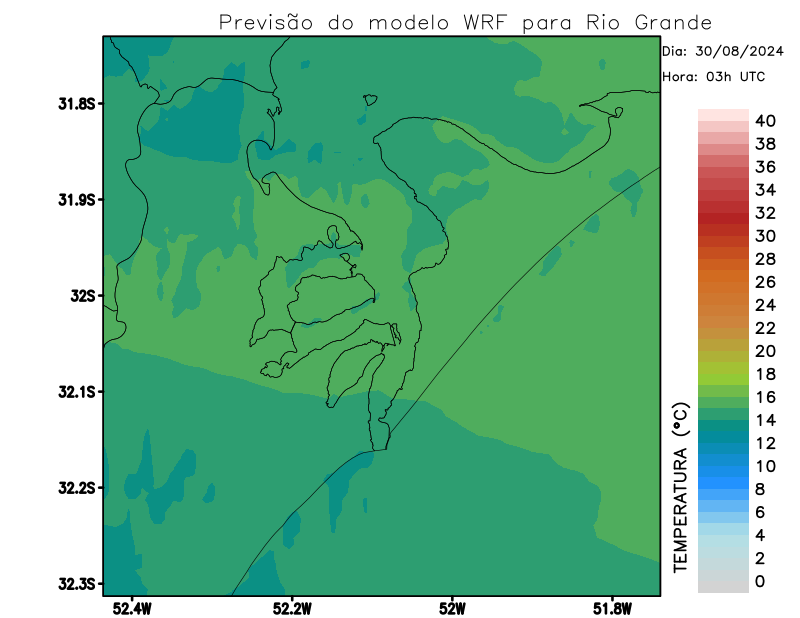 Previsão do modelo WRF para Rio Grande
Dia: 30/08/2024
Hora: 03h UTC
31.8S
31.9S
32S
32.1S
32.2S
32.3S
52.4W
52.2W
52W
51.8W
TEMPERATURA (°C)
40
38
36
34
32
30
28
26
24
22
20
18
16
14
12
10
8
6
4
2
0